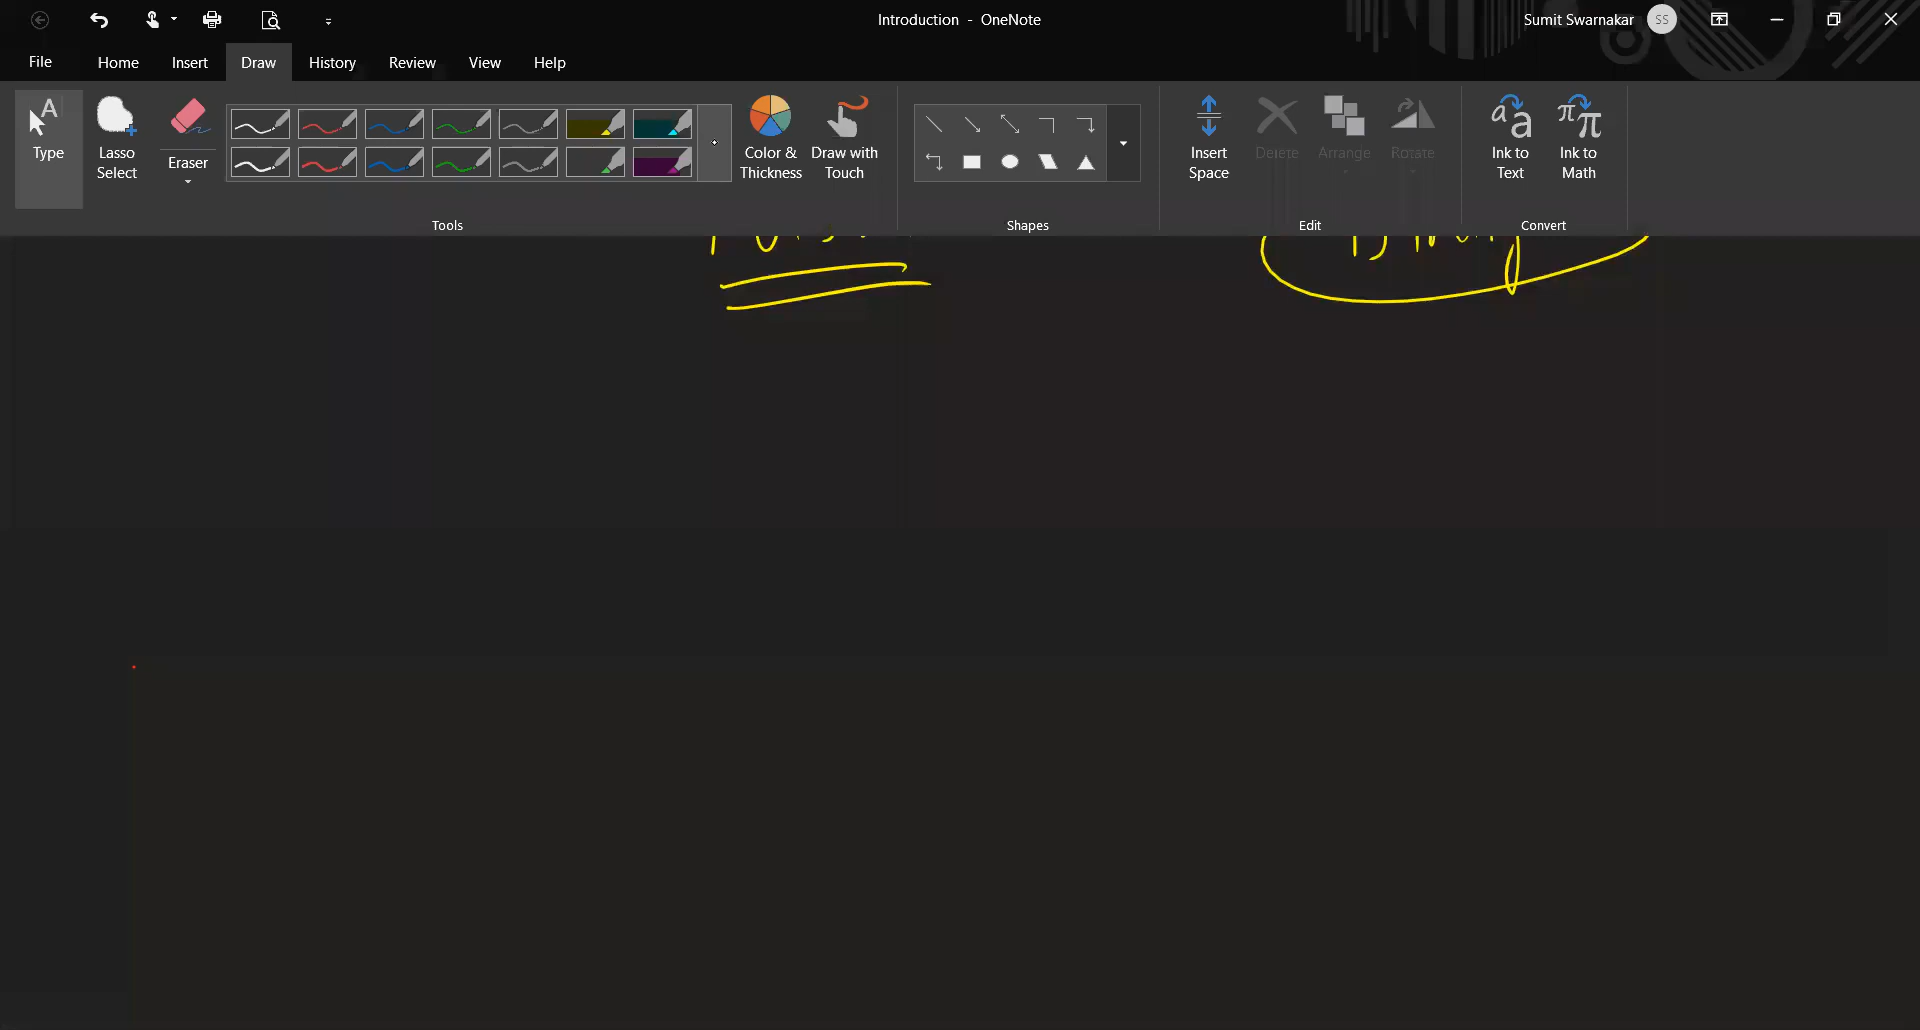 Introduction - OneNote
Sumit Swarnakar
SS
File Home Insert Draw History Review View Help
Type
Lasso Select
Eraser
Color & Thickness
Draw with Touch
Insert Space
Delete
Arrange
Rotate
Ink to Text
Ink to Math
Tools
Shapes
Edit
Convert